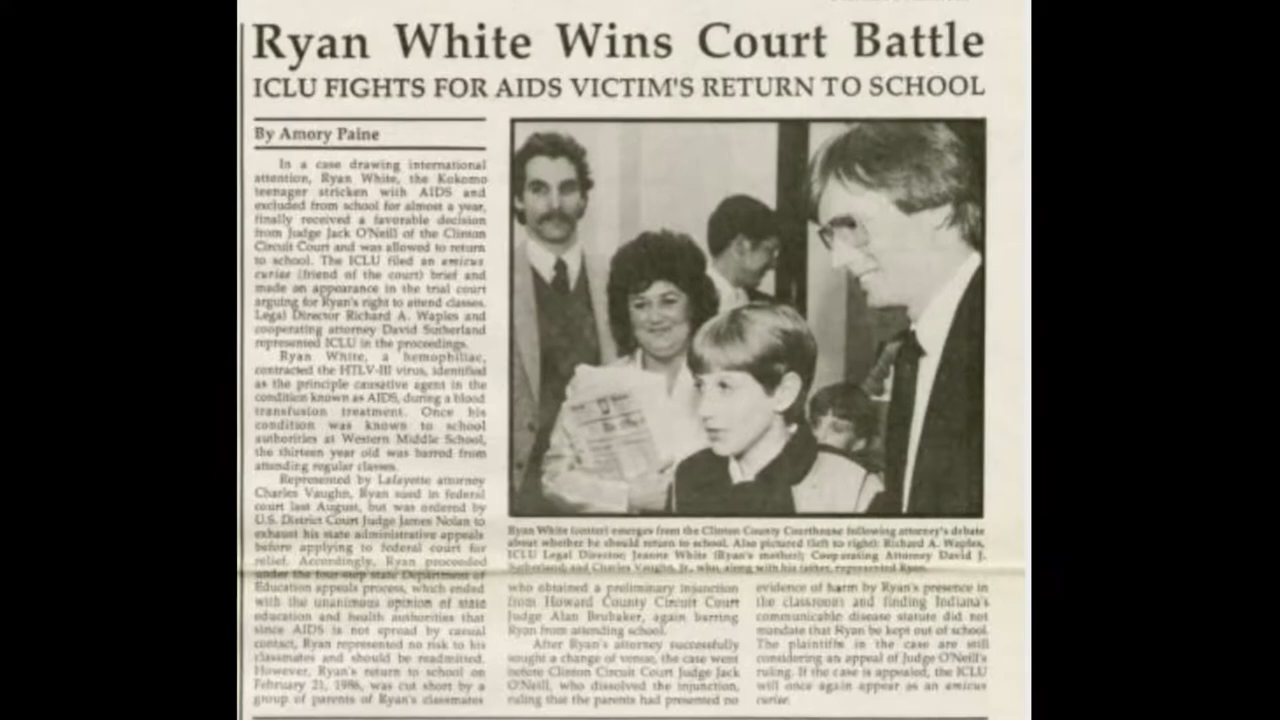 Ryan White Wins Court Battle
ICLU FIGHTS FOR AIDS VICTIM'S RETURN TO SCHOOL
By Amory Paine
In a case drawing international
attention, Ryan White, the Kokomo
teenager stricken with AIDS and
excluded from school for almost a year,
finally received a favorable decision
from Judge Jack O'Neill of the Clinton
Circuit Court and was allowed to return
to school. The ICLU filed an amicus
curiae (friend of the court) brief and
made an appearance in the trial court
arguing for Ryan's right to attend classes.
Legal Director Richard A. Waples and
cooperating attorney David Sutherland
represented ICLU in the proceedings.
Ryan White, a hemophiliac,
contracted the HTLV-III virus, identified
as the principle causative agent in the
condition known as AIDS, during a blood
transfusion treatment. Once his
condition was known to school
authorities at Western Middle School,
the thirteen year old was barred from
attending regular classes.
Represented by Lafayette attorney
Charles Vaughn, Ryan sued in federal
court last August, but was ordered by
U.S. District Court Judge James Nolan to
exhaust his state administrative appeals
before applying to federal court for
relief. Accordingly, Ryan proceeded
under the four-step state Department of
Education appeals process, which ended
with the unanimous opinion of state
education and health authorities that
since AIDS is not spread by casual
contact, Ryan represented no risk to his
classmates and should be readmitted.
However, Ryan's return to school on
February 21, 1986, was cut short by a
group of parents of Ryan's classmates
Ryan White (center) emerges from the Clinton County Courthouse following attorney's debate
about whether he should return to school. Also pictured (left to right): Richard A. Waples,
ICLU Legal Director; Jeanne White (Ryan's mother); Cooperating Attorney David J.
Sutherland; and Charles Vaughn, Jr., who, along with his father, represented Ryan.
who obtained a preliminary injunction
from Howard County Circuit Court
Judge Alan Brubaker, again barring
Ryan from attending school.
After Ryan's attorney successfully
sought a change of venue, the case went
before Clinton Circuit Court Judge Jack
O'Neill, who dissolved the injunction,
ruling that the parents had presented no
evidence of harm by Ryan's presence in
the classroom and finding Indiana's
communicable disease statute did not
mandate that Ryan be kept out of school.
The plaintiffs in the case are still
considering an appeal of Judge O'Neill's
ruling. If the case is appealed, the ICLU
will once again appear as an amicus
curiae.